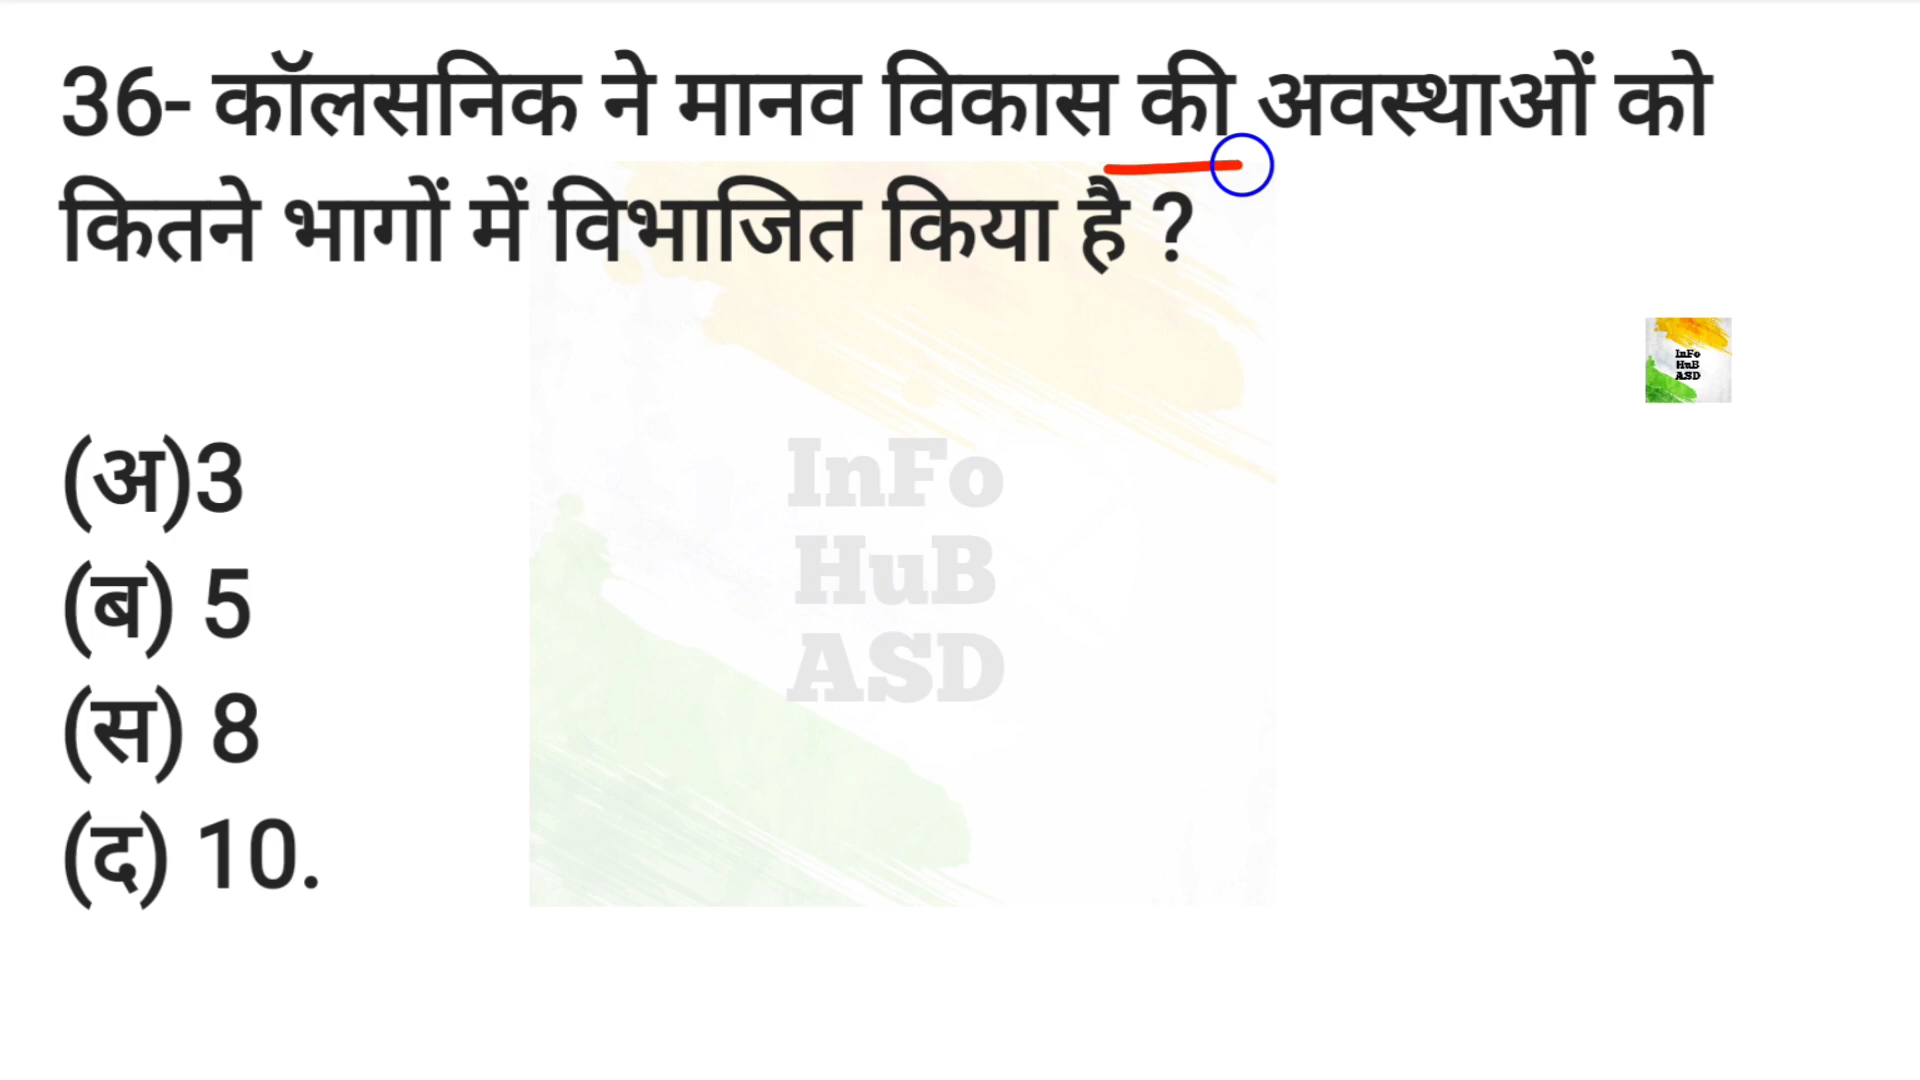 36- कॉलसनिक ने मानव विकास की अवस्थाओं को
कितने भागों में विभाजित किया है ?
InFo
HuB
ASD
(अ)3
(ब) 5
(स) 8
(द) 10.
InFo
HuB
ASD